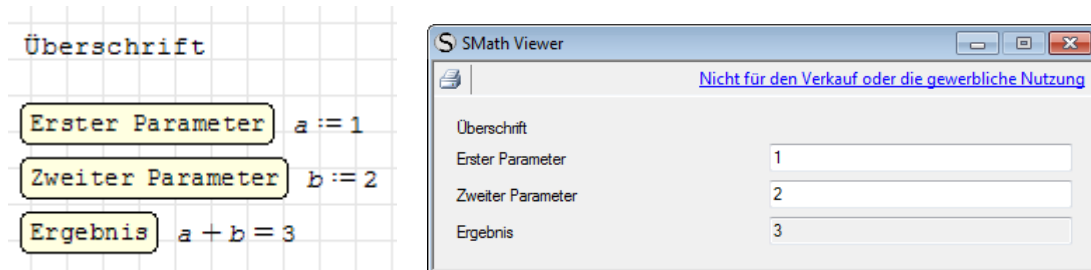 Überschrift
Erster Parameter a := 1
Zweiter Parameter b := 2
Ergebnis a + b = 3
SMath Viewer
Nicht für den Verkauf oder die gewerbliche Nutzung
Überschrift
Erster Parameter 1
Zweiter Parameter 2
Ergebnis 3